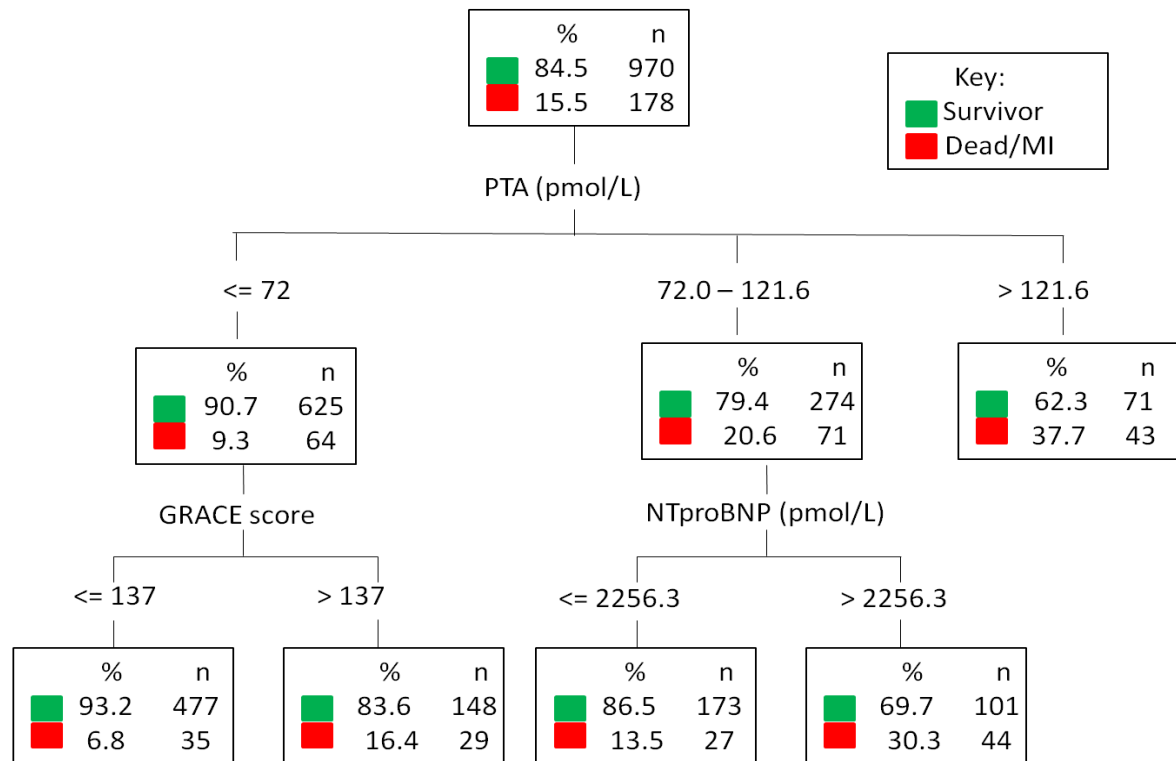 % n
84.5 970
15.5 178
Key:
Survivor
Dead/MI
PTA (pmol/L)
<= 72
72.0 – 121.6
> 121.6
% n
90.7 625
9.3 64
% n
79.4 274
20.6 71
% n
62.3 71
37.7 43
GRACE score
NTproBNP (pmol/L)
<= 137
> 137
<= 2256.3
> 2256.3
% n
93.2 477
6.8 35
% n
83.6 148
16.4 29
% n
86.5 173
13.5 27
% n
69.7 101
30.3 44